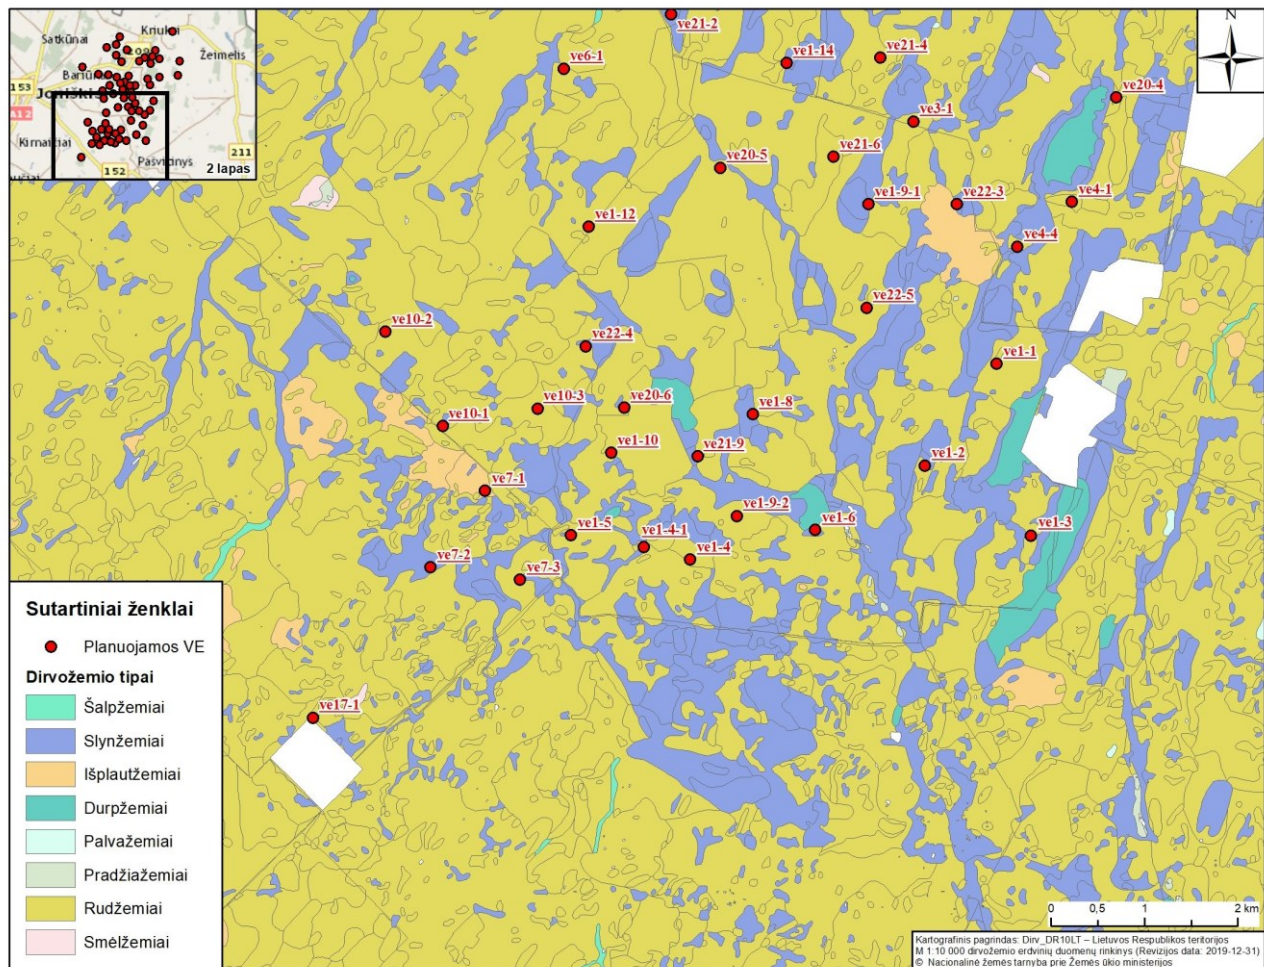 Satkūnai
Knukai
209
Žeimelis
Bariūn
153
Joniškis
A12
Kirnaičiai
Pašvitinys
211
152
2 lapas
N
ve21-2
ve6-1
ve1-14
ve21-4
ve20-4
ve3-1
ve21-6
ve20-5
ve1-9-1
ve22-3
ve4-1
ve1-12
ve4-4
ve22-5
ve10-2
ve22-4
ve1-1
ve10-3
ve20-6
ve1-8
ve10-1
ve1-10
ve21-9
ve1-2
ve7-1
ve1-9-2
ve1-5
ve1-6
ve1-3
ve1-4-1
ve1-4
ve7-2
ve7-3
ve17-1
Sutartiniai ženklai
Planuojamos VE
Dirvožemio tipai
Šalpžemiai
Slynžemiai
Išplautžemiai
Durpžemiai
Palvažemiai
Pradžiažemiai
Rudžemiai
Smėlžemiai
0 0,5 1 2 km
Kartografinis pagrindas: Dirv_DR10LT – Lietuvos Respublikos teritorijos
M 1:10 000 dirvožemio erdvinių duomenų rinkinys (Revizijos data: 2019-12-31)
© Nacionalinė žemės tarnyba prie Žemės ūkio ministerijos